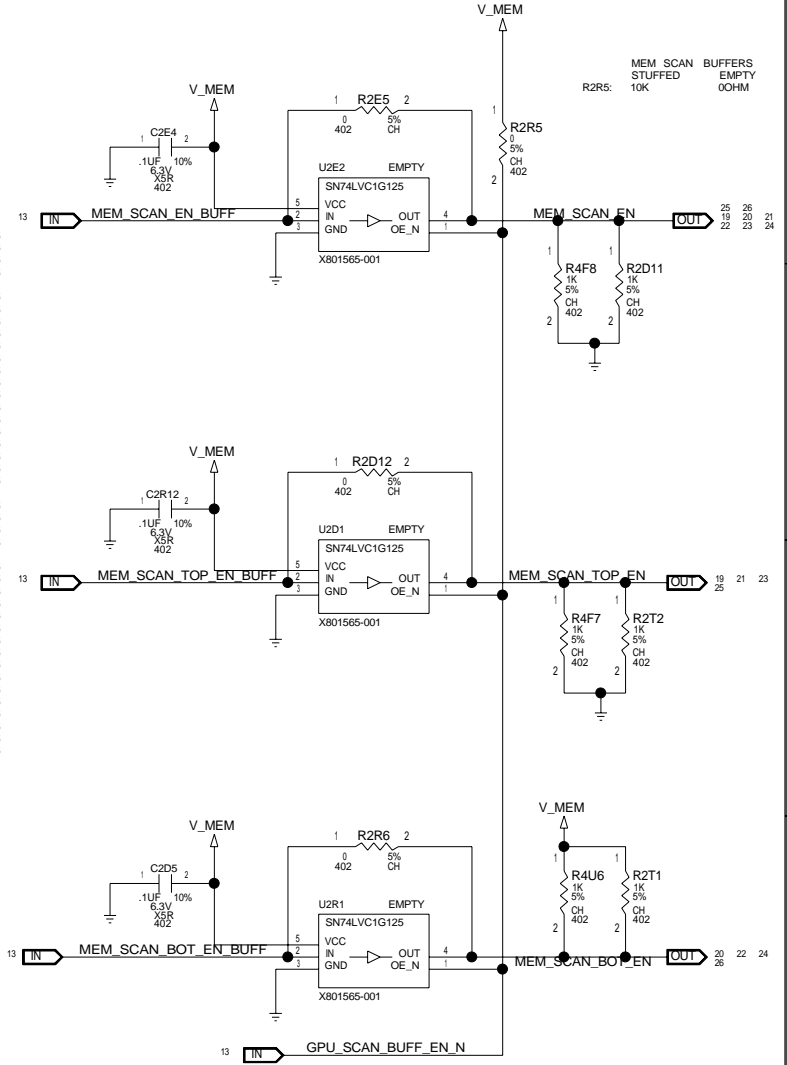 V_MEM
MEM SCAN BUFFERS
STUFFED EMPTY
R2R5: 10K 0OHM
V_MEM
1 R2E5 2
0 5%
402 CH
1 C2E4 2
.1UF 10%
6.3V
X5R
402
1
R2R5
0
5%
CH
402
2
U2E2 EMPTY
SN74LVC1G125
5 VCC
2 IN OUT 4
3 GND OE_N 1
X801565-001
13 IN MEM_SCAN_EN_BUFF
MEM_SCAN_EN OUT
25 26
19 20 21
22 23 24
1 R4F8
1K
5%
CH
402
2
1 R2D11
1K
5%
CH
402
2
V_MEM
1 R2D12 2
0 5%
402 CH
1 C2R12 2
.1UF 10%
6.3V
X5R
402
U2D1 EMPTY
SN74LVC1G125
5 VCC
2 IN OUT 4
3 GND OE_N 1
X801565-001
13 IN MEM_SCAN_TOP_EN_BUFF
MEM_SCAN_TOP_EN OUT
19 21 23
25
1 R4F7
1K
5%
CH
402
2
1 R2T2
1K
5%
CH
402
2
V_MEM
V_MEM
1 R2R6 2
0 5%
402 CH
1 C2D5 2
.1UF 10%
6.3V
X5R
402
1 R4U6
1K
5%
CH
402
2
1 R2T1
1K
5%
CH
402
2
U2R1 EMPTY
SN74LVC1G125
5 VCC
2 IN OUT 4
3 GND OE_N 1
X801565-001
13 IN MEM_SCAN_BOT_EN_BUFF
MEM_SCAN_BOT_EN OUT
20 22 24
26
13 IN GPU_SCAN_BUFF_EN_N